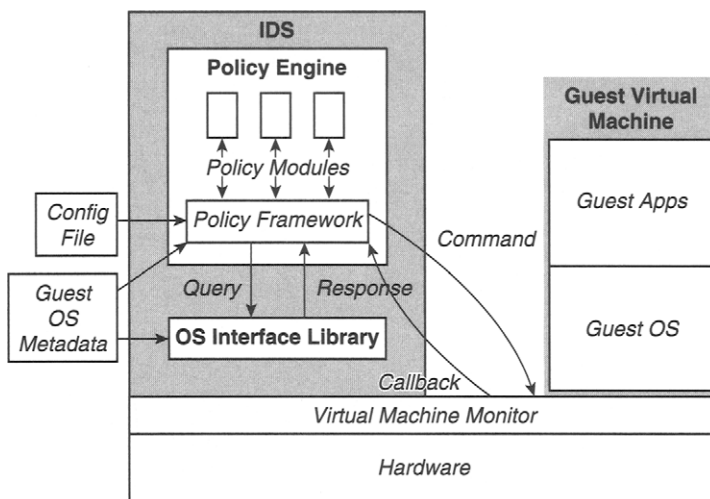 IDS
Policy Engine
Policy Modules
Policy Framework
Config
File
Guest
OS
Metadata
Query
Response
OS Interface Library
Command
Callback
Guest Virtual
Machine
Guest Apps
Guest OS
Virtual Machine Monitor
Hardware